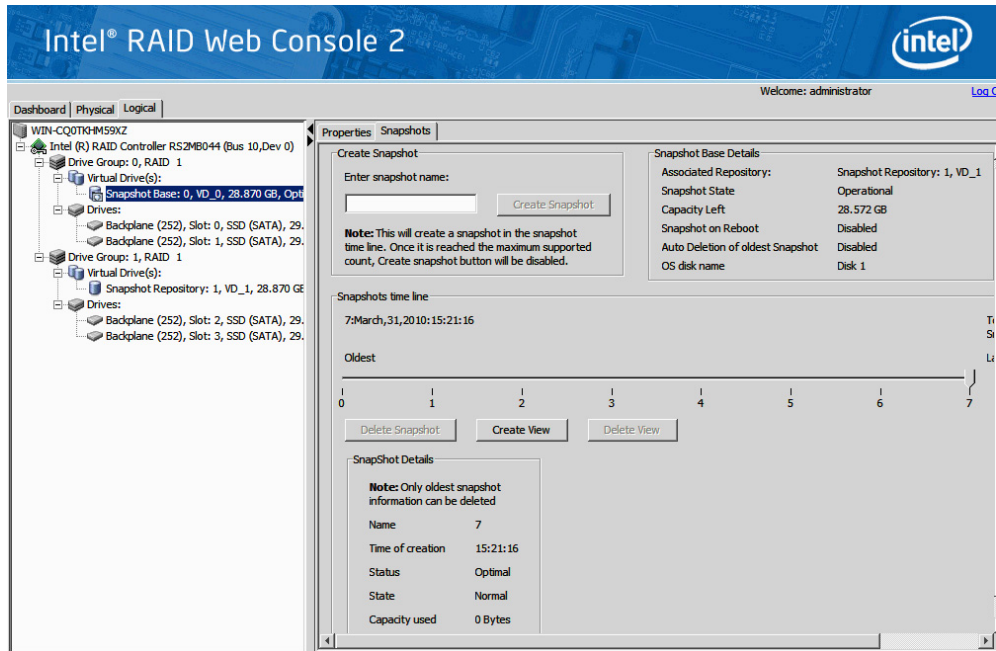 Intel® RAID Web Console 2
intel
Welcome: administrator
Log
Dashboard
Physical
Logical
WIN-CQ0TKHM59XZ
Intel (R) RAID Controller RS2MB044 (Bus 10,Dev 0)
Drive Group: 0, RAID 1
Virtual Drive(s):
Snapshot Base: 0, VD_0, 28.870 GB, Opti
Drives:
Backplane (252), Slot: 0, SSD (SATA), 29.
Backplane (252), Slot: 1, SSD (SATA), 29.
Drive Group: 1, RAID 1
Virtual Drive(s):
Snapshot Repository: 1, VD_1, 28.870 GE
Drives:
Backplane (252), Slot: 2, SSD (SATA), 29.
Backplane (252), Slot: 3, SSD (SATA), 29.
Properties
Snapshots
Create Snapshot
Enter snapshot name:
Create Snapshot
Note: This will create a snapshot in the snapshot
time line. Once it is reached the maximum supported
count, Create snapshot button will be disabled.
Snapshot Base Details
Associated Repository: Snapshot Repository: 1, VD_1
Snapshot State Operational
Capacity Left 28.572 GB
Snapshot on Reboot Disabled
Auto Deletion of oldest Snapshot Disabled
OS disk name Disk 1
Snapshots time line
7:March,31,2010:15:21:16
Oldest
0 1 2 3 4 5 6 7
Delete Snapshot
Create View
Delete View
SnapShot Details
Note: Only oldest snapshot
information can be deleted
Name 7
Time of creation 15:21:16
Status Optimal
State Normal
Capacity used 0 Bytes